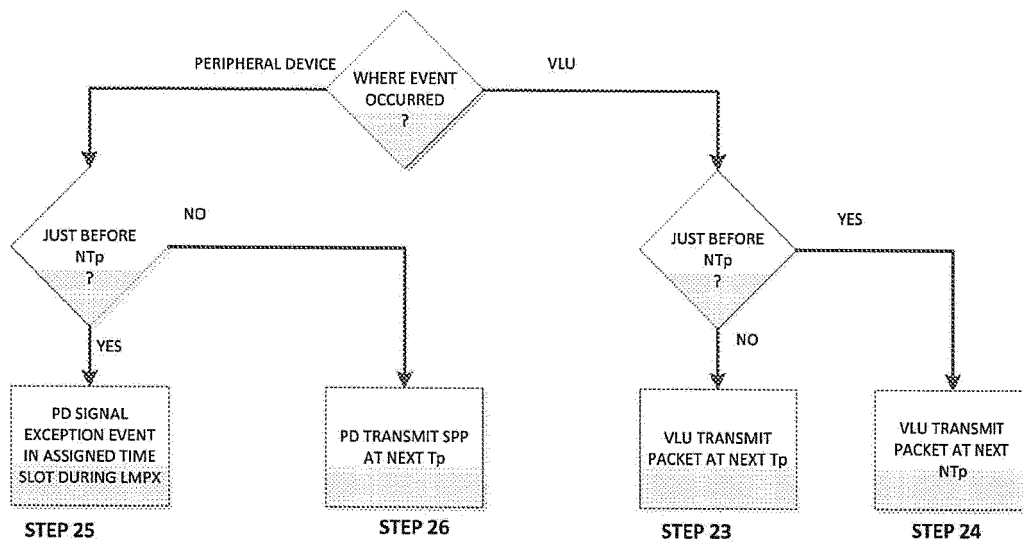 PERIPHERAL DEVICE
WHERE EVENT
OCCURRED
?
VLU
JUST BEFORE
NTp
?
NO
YES
JUST BEFORE
NTp
?
YES
NO
PD SIGNAL
EXCEPTION EVENT
IN ASSIGNED TIME
SLOT DURING LMPX
PD TRANSMIT SPP
AT NEXT Tp
VLU TRANSMIT
PACKET AT NEXT Tp
VLU TRANSMIT
PACKET AT NEXT
NTp
STEP 25
STEP 26
STEP 23
STEP 24